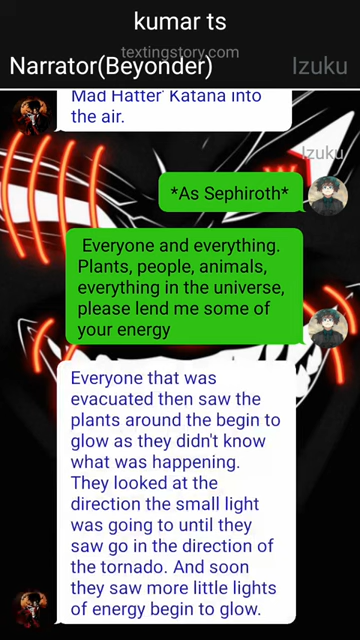 kumar ts
textingstory.com
Narrator(Beyonder)
Izuku
Mad Hatter' Katana into
the air.
Izuku
*As Sephiroth*
Everyone and everything.
Plants, people, animals,
everything in the universe,
please lend me some of
your energy
Everyone that was
evacuated then saw the
plants around the begin to
glow as they didn't know
what was happening.
They looked at the
direction the small light
was going to until they
saw go in the direction of
the tornado. And soon
they saw more little lights
of energy begin to glow.